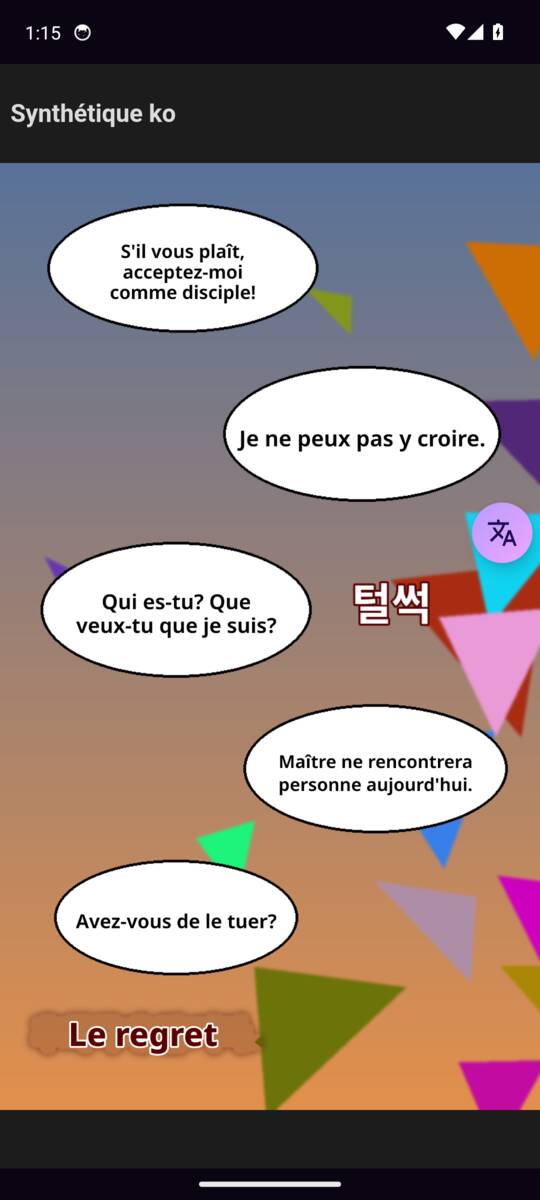 1:15
Synthétique ko
S'il vous plaît,
acceptez-moi
comme disciple!
Je ne peux pas y croire.
Qui es-tu? Que
veux-tu que je suis?
털썩
Maître ne rencontrera
personne aujourd'hui.
Avez-vous de le tuer?
Le regret